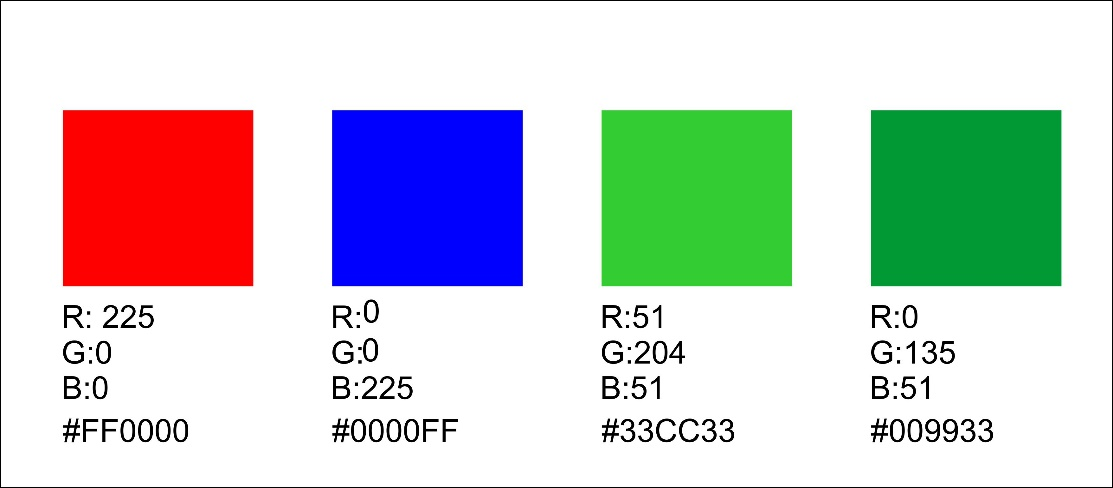 R: 225
G:0
B:0
#FF0000
R:0
G:0
B:225
#0000FF
R:51
G:204
B:51
#33CC33
R:0
G:135
B:51
#009933